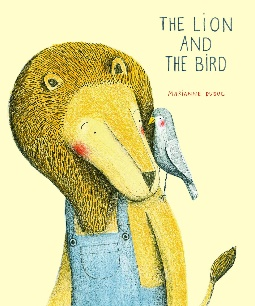 THE LION
AND
THE BIRD
MARIANNE DUBUC